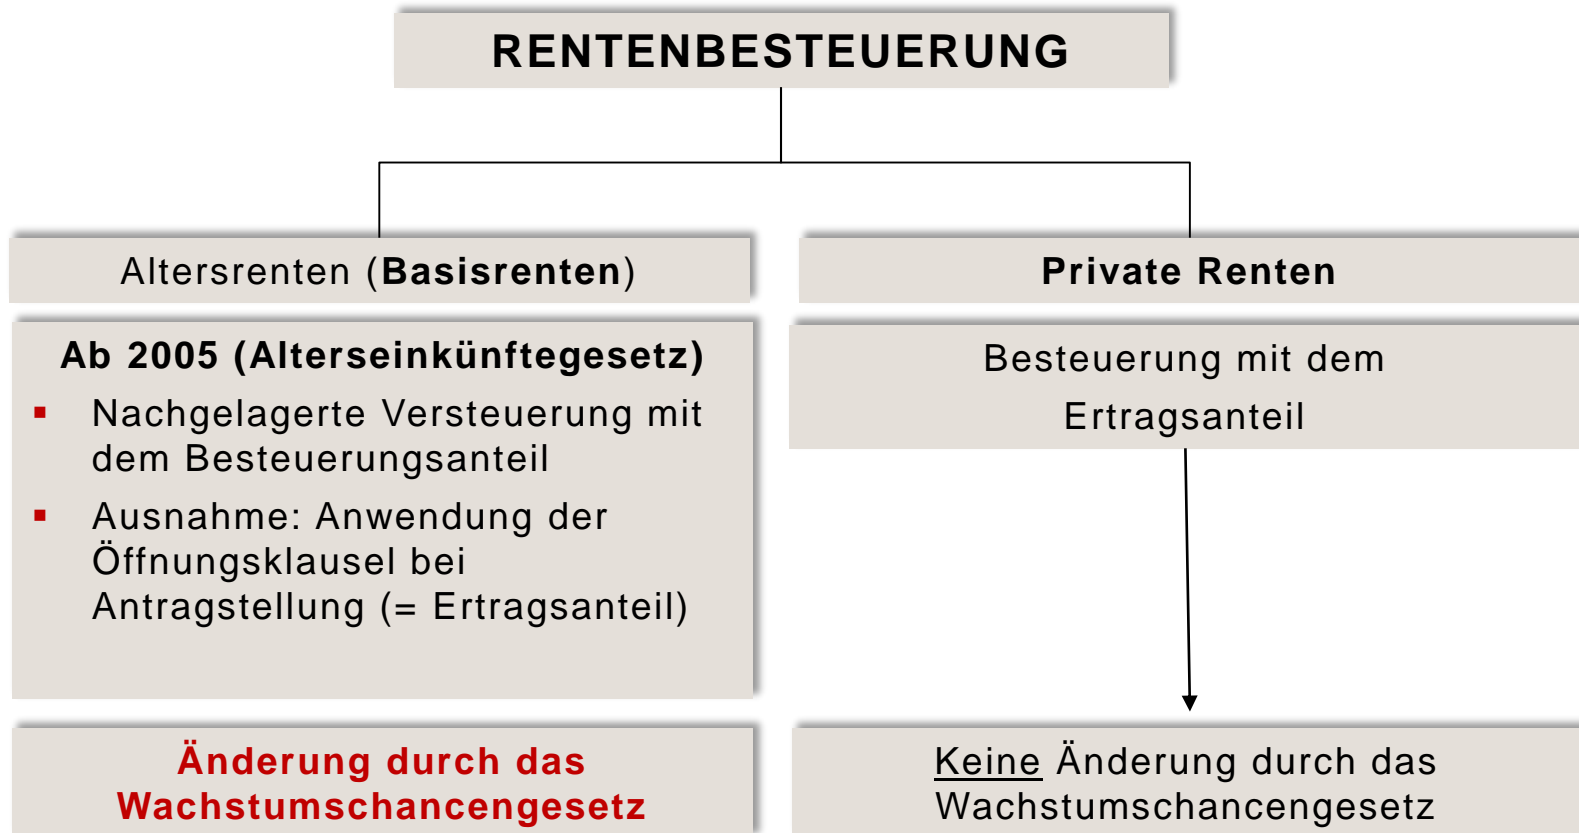 RENTENBESTEUERUNG
Altersrenten (Basisrenten)
Ab 2005 (Alterseinkünftegesetz)
▪ Nachgelagerte Versteuerung mit
dem Besteuerungsanteil
▪ Ausnahme: Anwendung der
Öffnungsklausel bei
Antragstellung (= Ertragsanteil)
Änderung durch das
Wachstumschancengesetz
Private Renten
Besteuerung mit dem
Ertragsanteil
Keine Änderung durch das
Wachstumschancengesetz